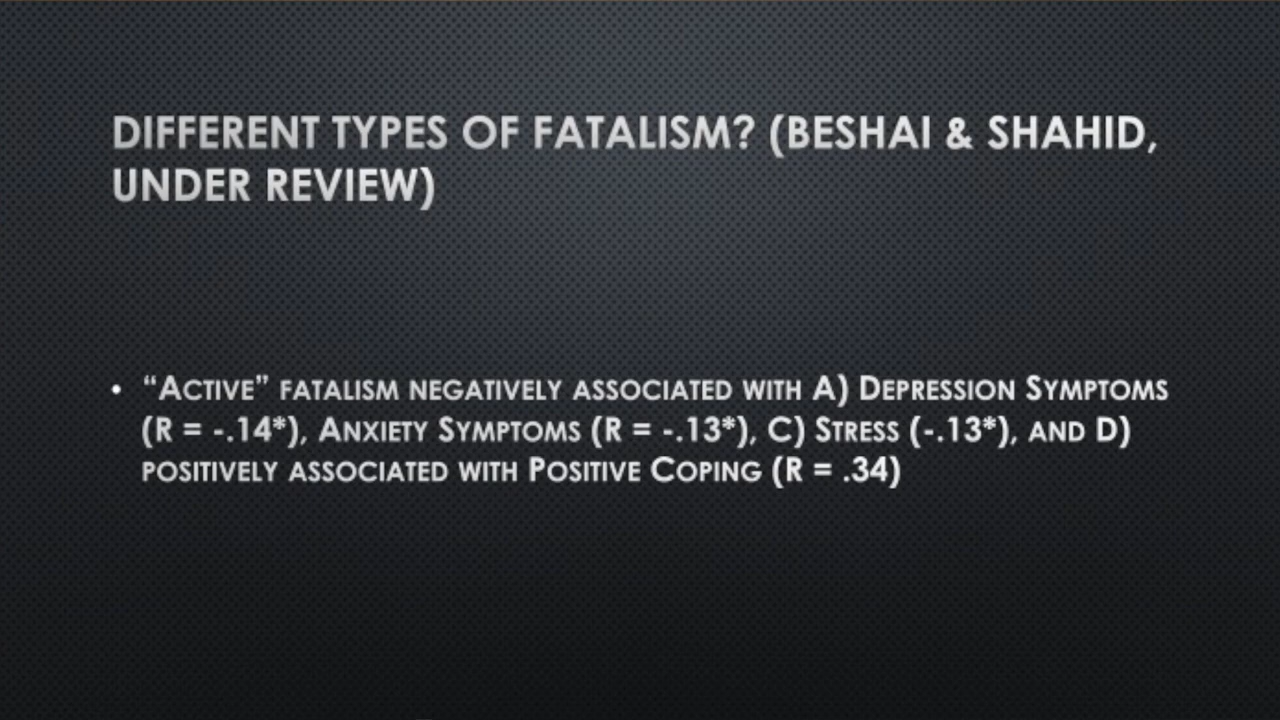 DIFFERENT TYPES OF FATALISM? (BESHAI & SHAHID,
UNDER REVIEW)
• “ACTIVE” FATALISM NEGATIVELY ASSOCIATED WITH A) DEPRESSION SYMPTOMS
(R = -.14*), ANXIETY SYMPTOMS (R = -.13*), C) STRESS (-.13*), AND D)
POSITIVELY ASSOCIATED WITH POSITIVE COPING (R = .34)